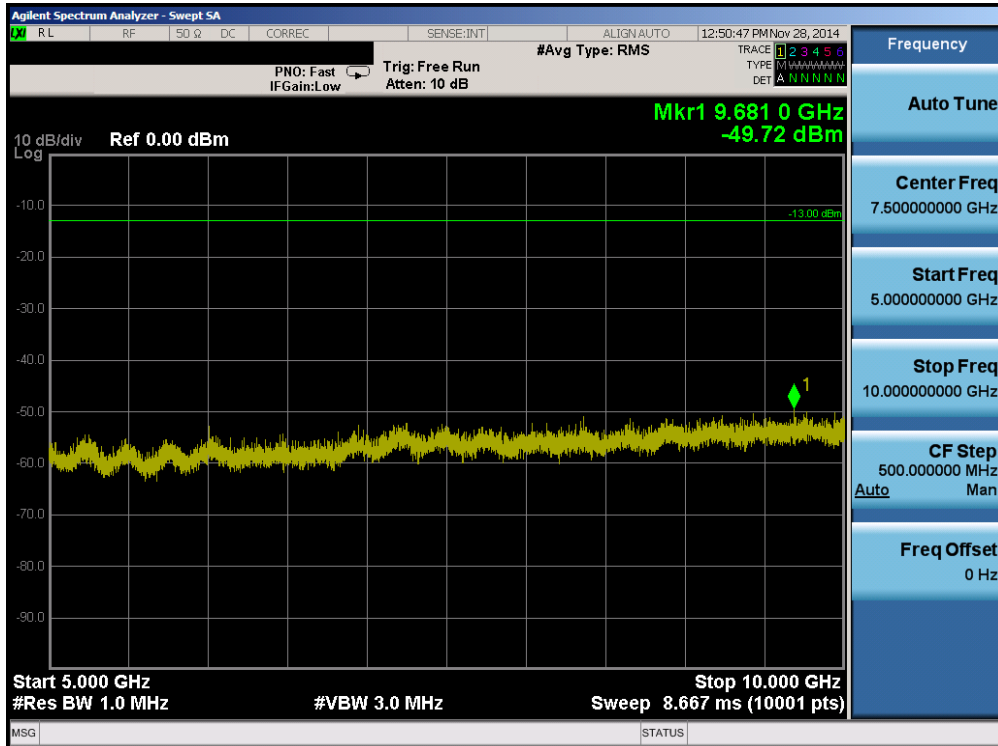 Agilent Spectrum Analyzer - Swept SA
LXI RL RF 50 Ω DC CORREC SENSE:INT ALIGN AUTO 12:50:47 PM Nov 28, 2014
#Avg Type: RMS
TRACE 1 2 3 4 5 6
TYPE M WWWWW
DET A N N N N N
PNO: Fast
IFGain:Low
Trig: Free Run
Atten: 10 dB
Mkr1 9.681 0 GHz
-49.72 dBm
10 dB/div
Log
Ref 0.00 dBm
-10.0
-13.00 dBm
-20.0
-30.0
-40.0
1
-50.0
-60.0
-70.0
-80.0
-90.0
Start 5.000 GHz
Stop 10.000 GHz
#Res BW 1.0 MHz
#VBW 3.0 MHz
Sweep 8.667 ms (10001 pts)
MSG
STATUS
Frequency
Auto Tune
Center Freq
7.500000000 GHz
Start Freq
5.000000000 GHz
Stop Freq
10.000000000 GHz
CF Step
500.000000 MHz
Auto Man
Freq Offset
0 Hz